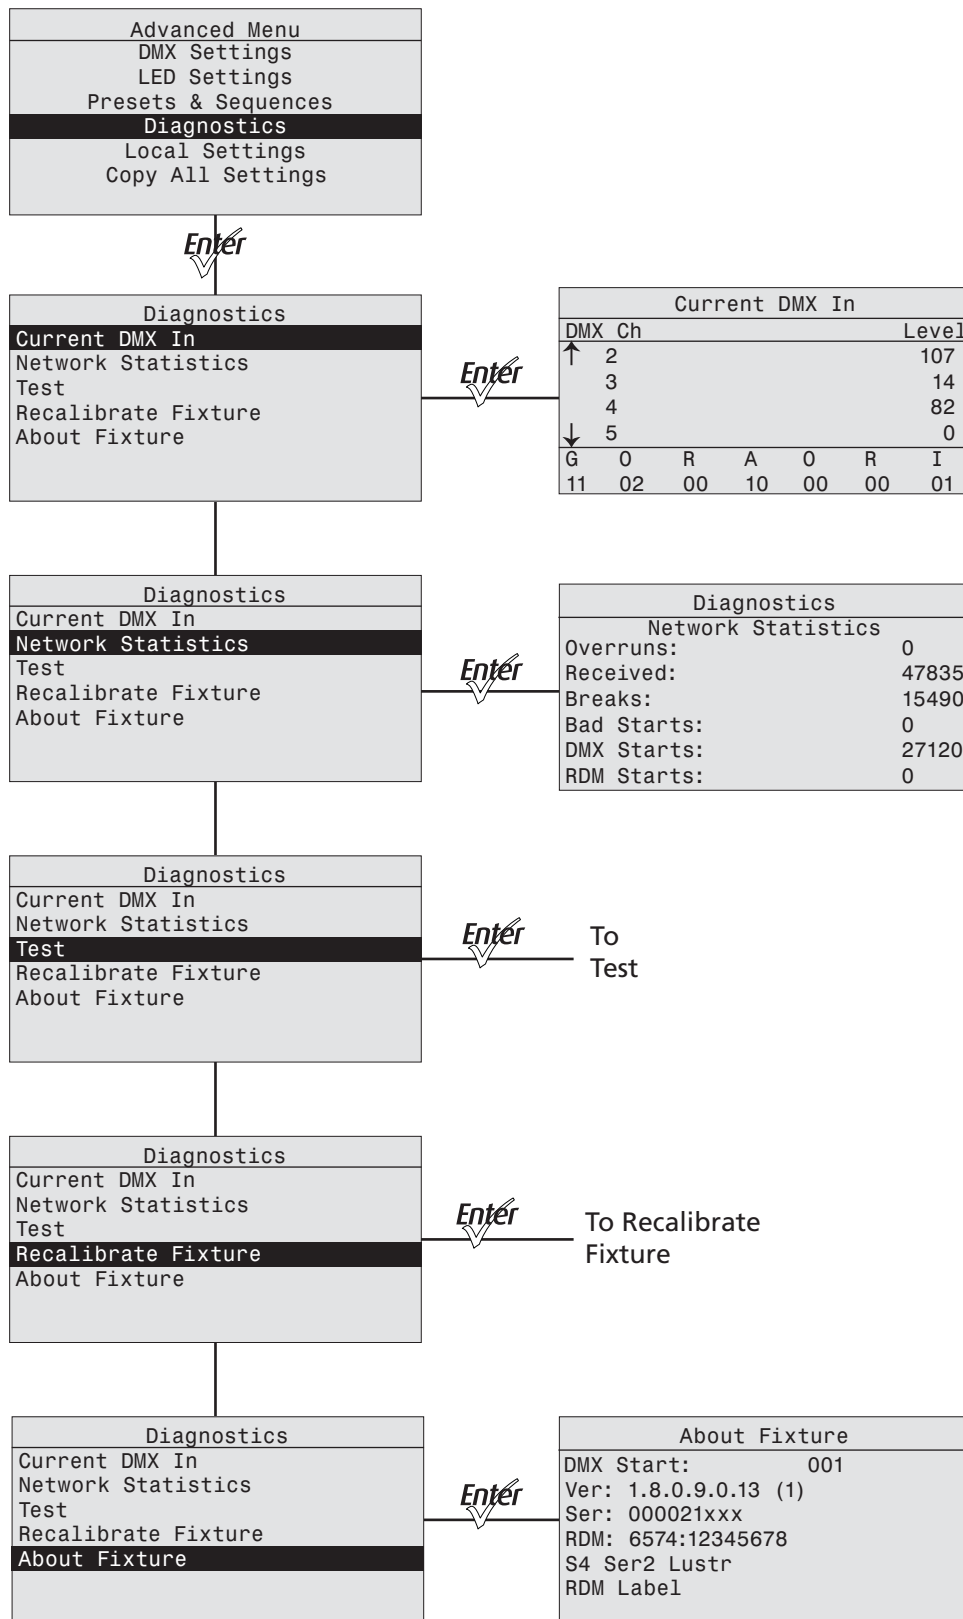 Advanced Menu
DMX Settings
LED Settings
Presets & Sequences
Diagnostics
Local Settings
Copy All Settings
Enter
Diagnostics
Current DMX In
Network Statistics
Test
Recalibrate Fixture
About Fixture
Enter
Current DMX In
DMX Ch Level
↑ 2 107
3 14
4 82
↓ 5 0
G O R A O R I
11 02 00 10 00 00 01
Diagnostics
Current DMX In
Network Statistics
Test
Recalibrate Fixture
About Fixture
Enter
Diagnostics
Network Statistics
Overruns: 0
Received: 47835
Breaks: 15490
Bad Starts: 0
DMX Starts: 27120
RDM Starts: 0
Diagnostics
Current DMX In
Network Statistics
Test
Recalibrate Fixture
About Fixture
Enter
To
Test
Diagnostics
Current DMX In
Network Statistics
Test
Recalibrate Fixture
About Fixture
Enter
To Recalibrate
Fixture
Diagnostics
Current DMX In
Network Statistics
Test
Recalibrate Fixture
About Fixture
Enter
About Fixture
DMX Start: 001
Ver: 1.8.0.9.0.13 (1)
Ser: 000021xxx
RDM: 6574:12345678
S4 Ser2 Lustr
RDM Label